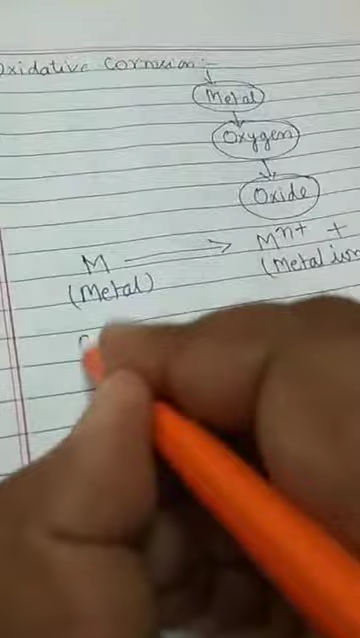 Oxidative Corrosion :-
Metal
Oxygen
Oxide
M ⟶ Mⁿ⁺ +
(Metal) (Metal ion